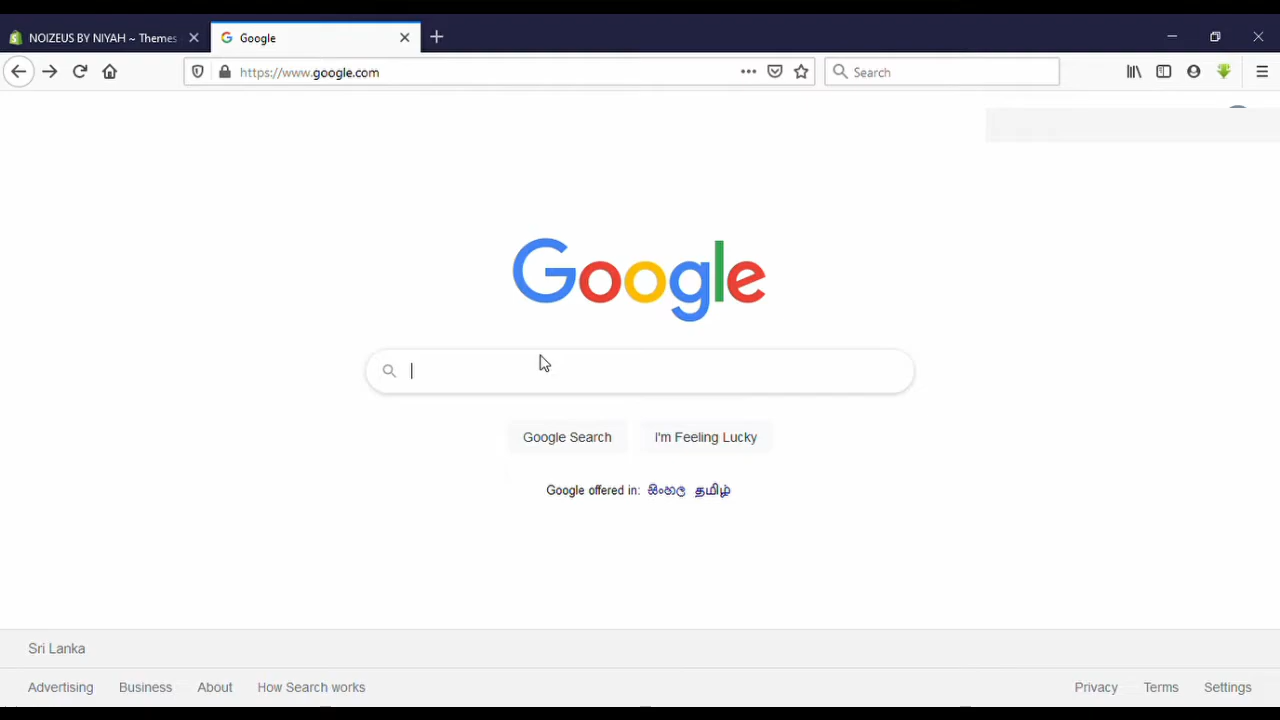 NOIZEUS BY NIYAH ~ Themes
Google
https://www.google.com
Search
Google
Google Search
I'm Feeling Lucky
Google offered in: සිංහල தமிழ்
Sri Lanka
Advertising
Business
About
How Search works
Privacy
Terms
Settings